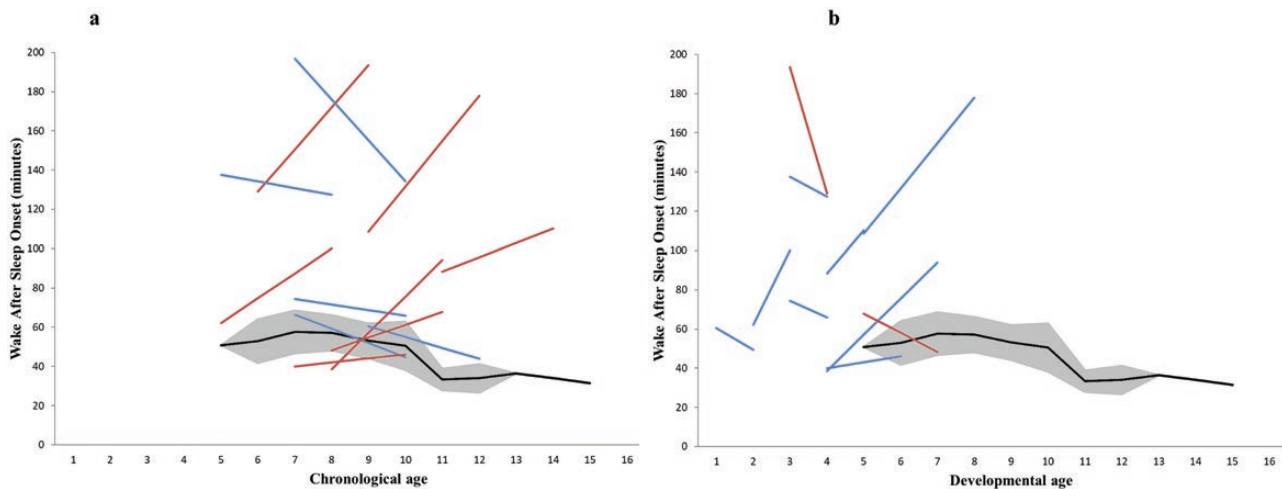 a
Wake After Sleep Onset (minutes)
200
180
160
140
120
100
80
60
40
20
0
1 2 3 4 5 6 7 8 9 10 11 12 13 14 15 16
Chronological age
b
Wake After Sleep Onset (minutes)
200
180
160
140
120
100
80
60
40
20
0
1 2 3 4 5 6 7 8 9 10 11 12 13 14 15 16
Developmental age